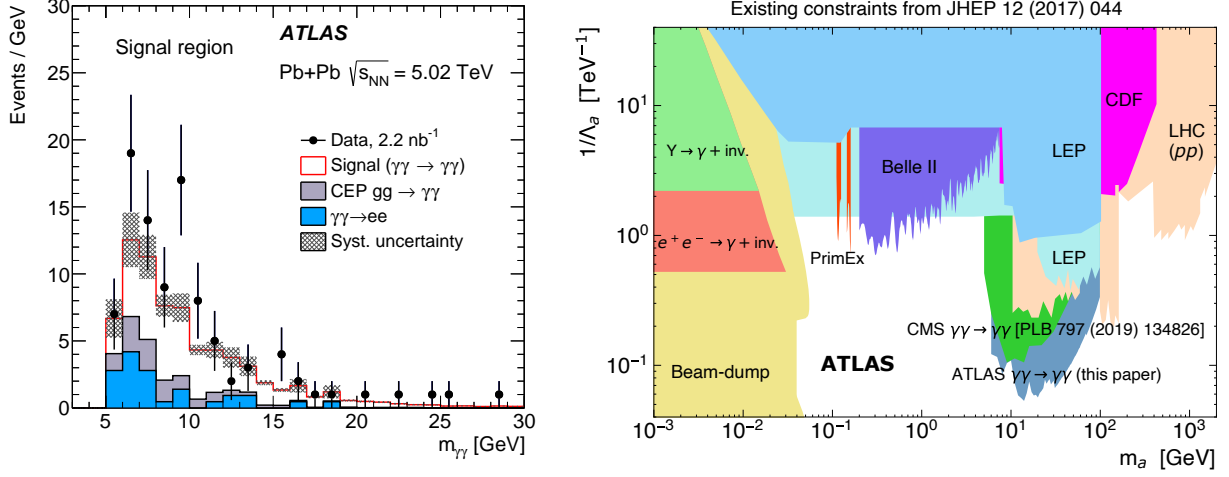 Events / GeV
30
25
20
15
10
5
0
Signal region
ATLAS
Pb+Pb √sNN = 5.02 TeV
Data, 2.2 nb⁻¹
Signal (γγ → γγ)
CEP gg → γγ
γγ→ee
Syst. uncertainty
5 10 15 20 25 30
mγγ [GeV]
Existing constraints from JHEP 12 (2017) 044
1/Λa [TeV⁻¹]
10¹
10⁰
10⁻¹
CDF
LHC
(pp)
Υ → γ + inv.
Belle II
LEP
e⁺e⁻ → γ + inv.
PrimEx
LEP
CMS γγ → γγ [PLB 797 (2019) 134826]
Beam-dump
ATLAS
ATLAS γγ → γγ (this paper)
10⁻³ 10⁻² 10⁻¹ 10⁰ 10¹ 10² 10³
ma [GeV]